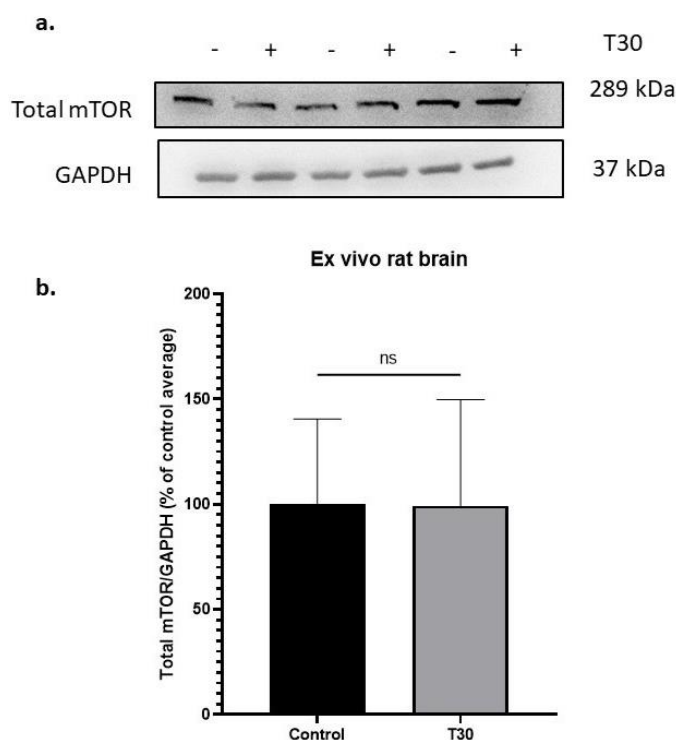 a.
- + - + - + T30
Total mTOR 289 kDa
GAPDH 37 kDa
Ex vivo rat brain
b.
Total mTOR/GAPDH (% of control average)
200
150
100
50
0
ns
Control T30